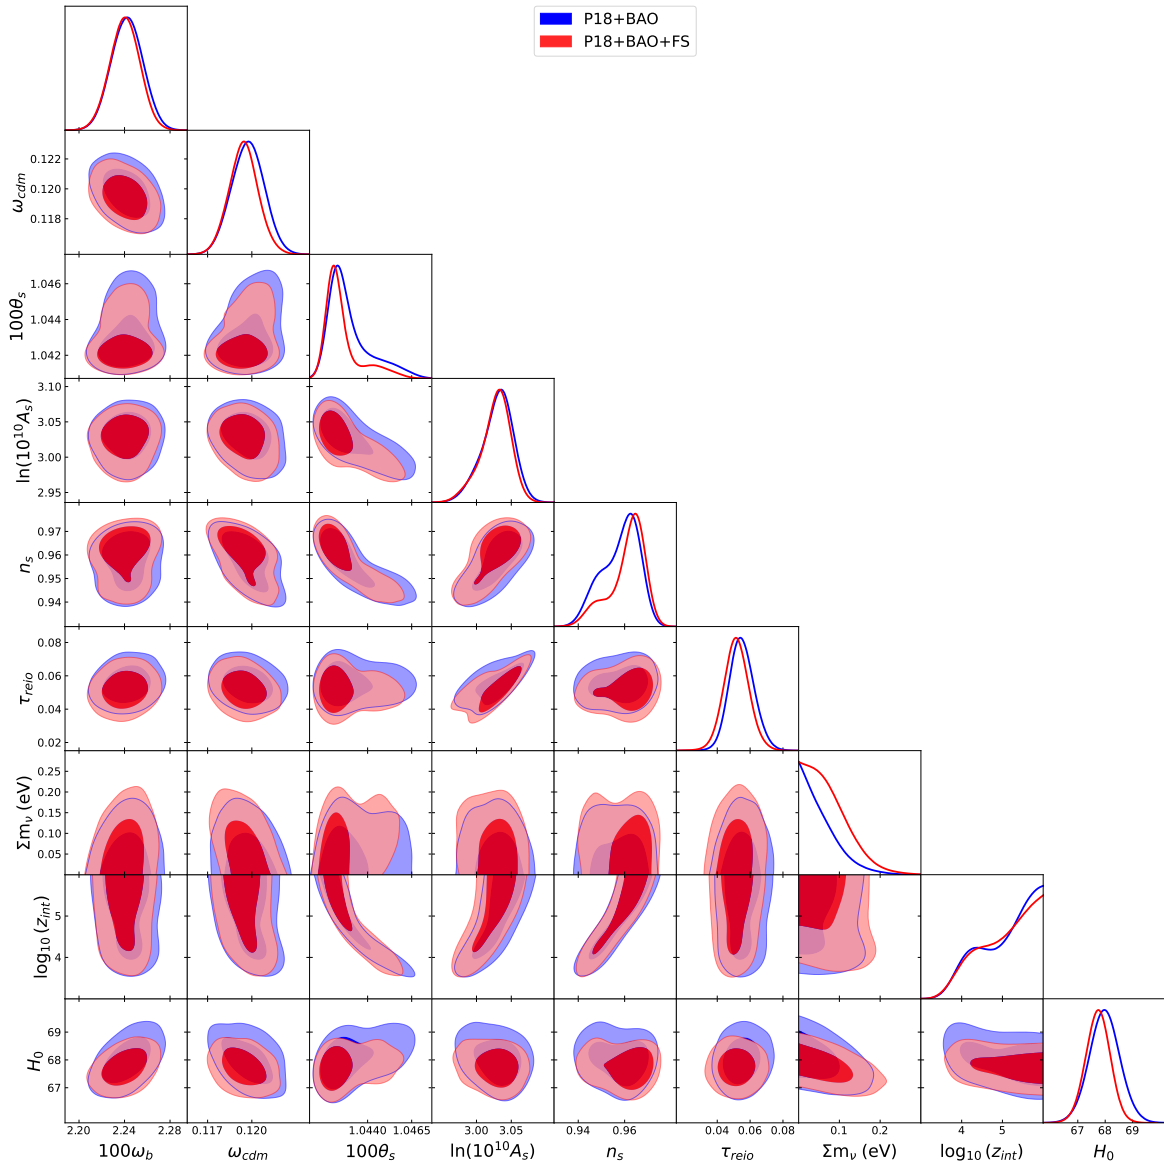 P18+BAO
P18+BAO+FS
0.122
0.120
0.118
ω_cdm
1.046
1.044
1.042
100θ_s
3.10
3.05
3.00
2.95
ln(10^10 A_s)
0.97
0.96
0.95
0.94
n_s
0.08
0.06
0.04
0.02
τ_reio
0.25
0.20
0.15
0.10
0.05
Σm_ν (eV)
5
4
log_10(z_int)
69
68
67
H_0
2.20 2.24 2.28 0.117 0.120 1.0440 1.0465 3.00 3.05 0.94 0.96 0.04 0.06 0.08 0.1 0.2 4 5 67 68 69
100ω_b ω_cdm 100θ_s ln(10^10 A_s) n_s τ_reio Σm_ν (eV) log_10(z_int) H_0